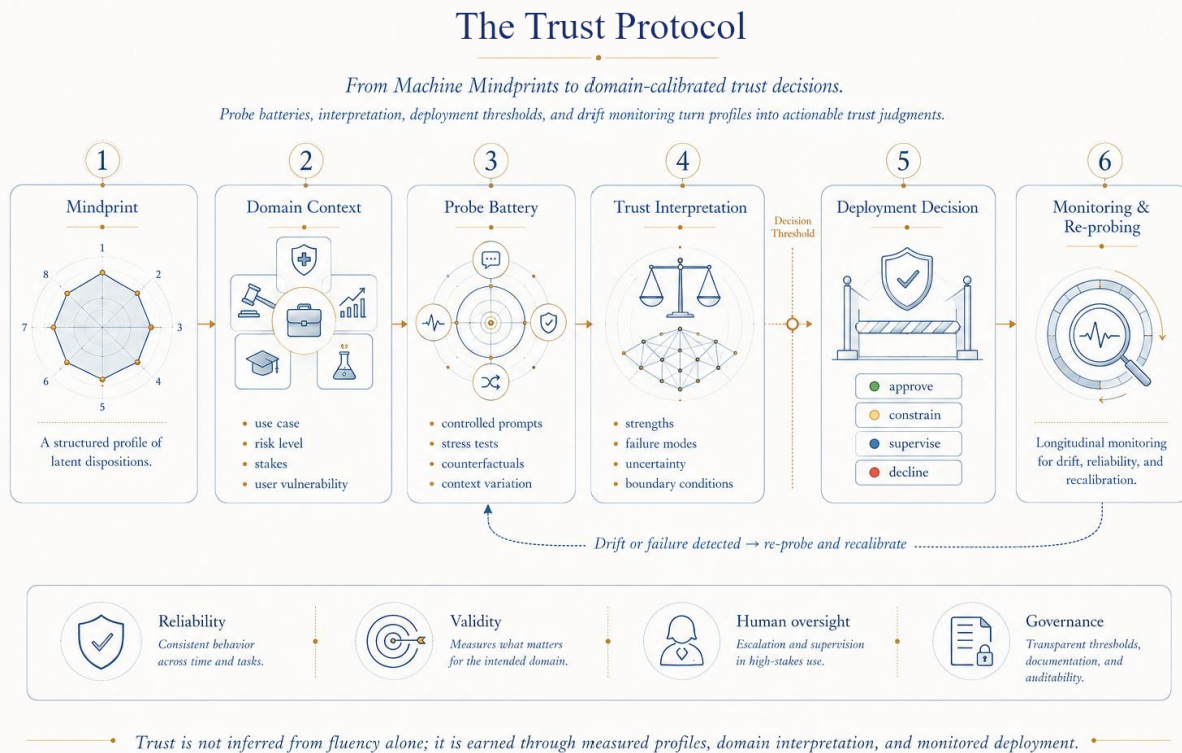 The Trust Protocol
From Machine Mindprints to domain-calibrated trust decisions.
Probe batteries, interpretation, deployment thresholds, and drift monitoring turn profiles into actionable trust judgments.
1
Mindprint
1
2
3
4
5
6
7
8
A structured profile of
latent dispositions.
2
Domain Context
• use case
• risk level
• stakes
• user vulnerability
3
Probe Battery
• controlled prompts
• stress tests
• counterfactuals
• context variation
4
Trust Interpretation
• strengths
• failure modes
• uncertainty
• boundary conditions
Decision
Threshold
5
Deployment Decision
approve
constrain
supervise
decline
6
Monitoring &
Re-probing
Longitudinal monitoring
for drift, reliability, and
recalibration.
Drift or failure detected → re-probe and recalibrate
Reliability
Consistent behavior
across time and tasks.
Validity
Measures what matters
for the intended domain.
Human oversight
Escalation and supervision
in high-stakes use.
Governance
Transparent thresholds,
documentation, and
auditability.
Trust is not inferred from fluency alone; it is earned through measured profiles, domain interpretation, and monitored deployment.